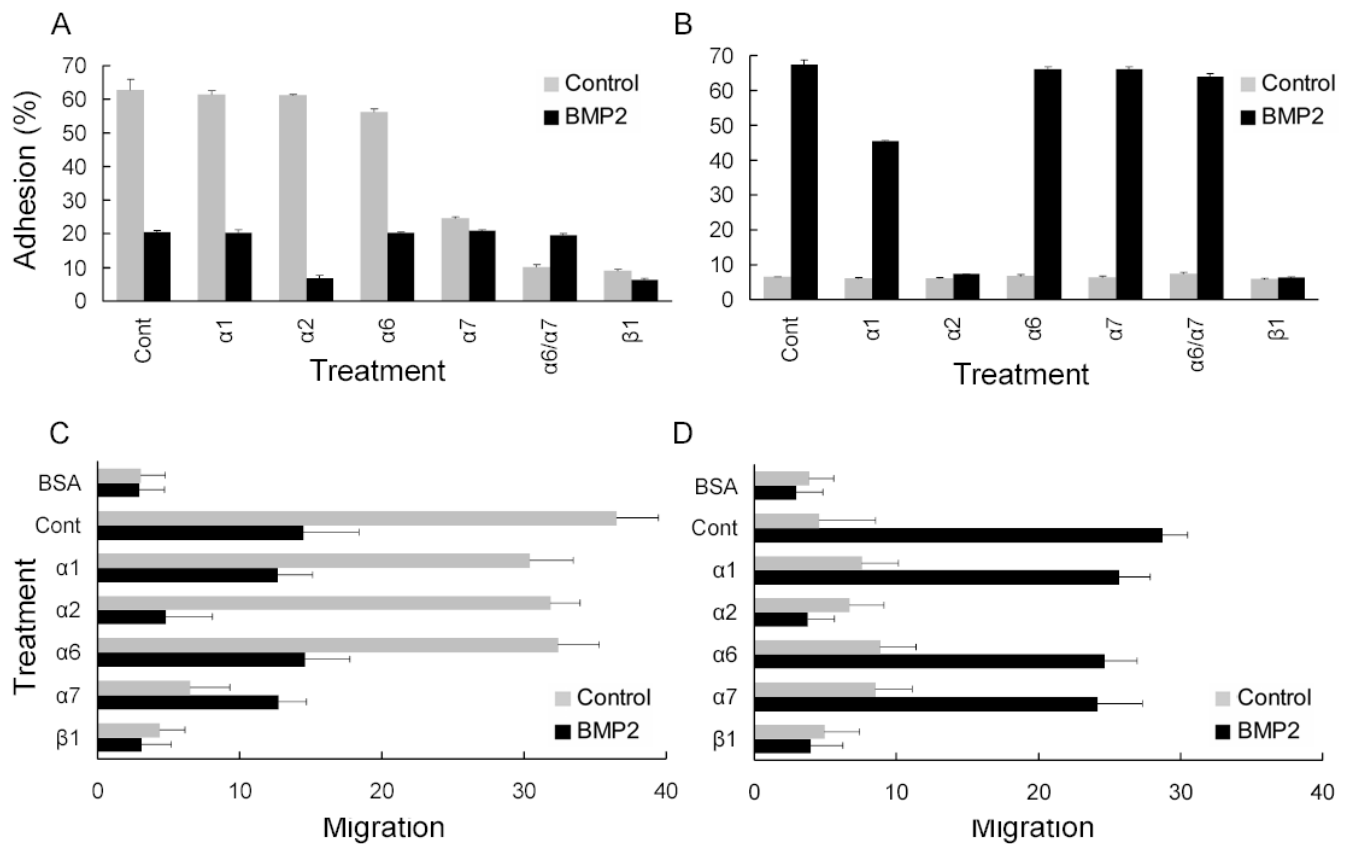 A
70
60
50
40
30
20
10
0
Adhesion (%)
Control
BMP2
Cont
α1
α2
α6
α7
α6/α7
β1
Treatment
B
70
60
50
40
30
20
10
0
Control
BMP2
Cont
α1
α2
α6
α7
α6/α7
β1
Treatment
C
Treatment
BSA
Cont
α1
α2
α6
α7
β1
Control
BMP2
0 10 20 30 40
Migration
D
BSA
Cont
α1
α2
α6
α7
β1
Control
BMP2
0 10 20 30 40
Migration